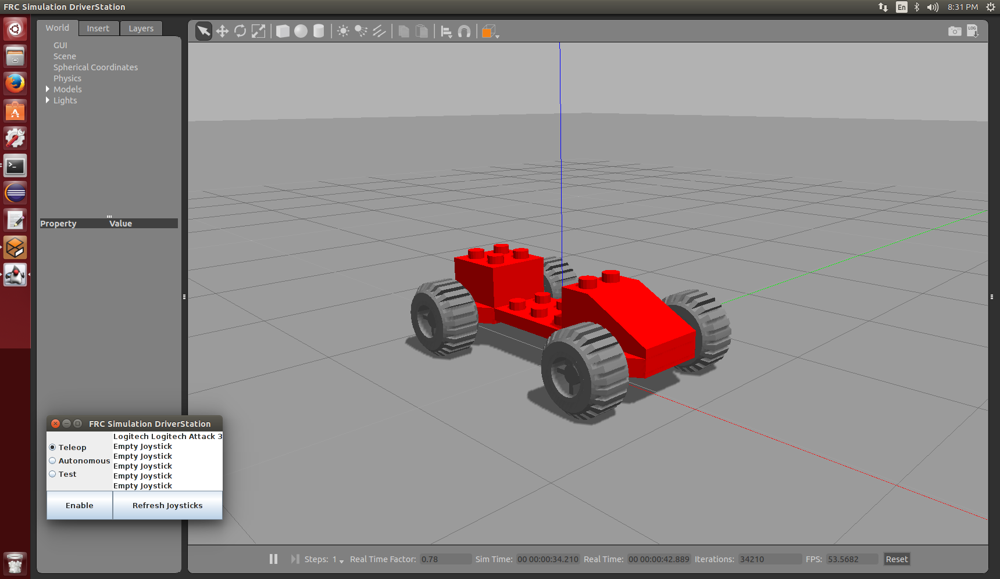 FRC Simulation DriverStation
En
8:31 PM
World
Insert
Layers
LOG
GUI
Scene
Spherical Coordinates
Physics
Models
Lights
Property
Value
FRC Simulation DriverStation
Teleop
Autonomous
Test
Logitech Logitech Attack 3
Empty Joystick
Empty Joystick
Empty Joystick
Empty Joystick
Empty Joystick
Enable
Refresh Joysticks
Steps: 1 Real Time Factor: 0.78 Sim Time: 00 00:00:34.210 Real Time: 00 00:00:42.889 Iterations: 34210 FPS: 53.5682 Reset